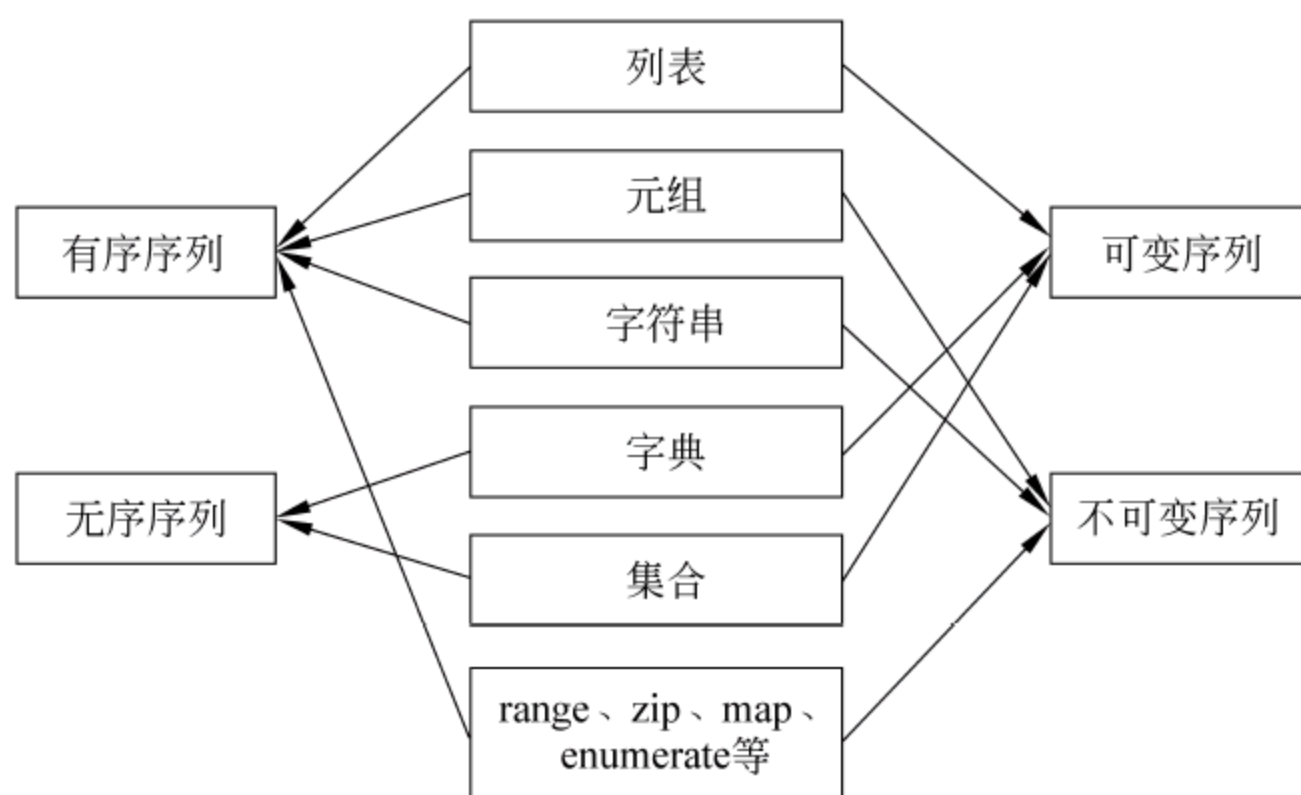 列表
元组
有序序列
可变序列
字符串
字典
无序序列
不可变序列
集合
range、zip、map、
enumerate等